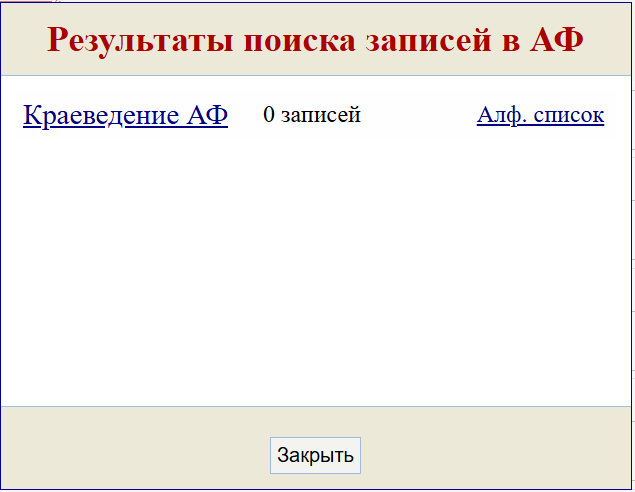 Результаты поиска записей в АФ
Краеведение АФ 0 записей Алф. список
Закрыть